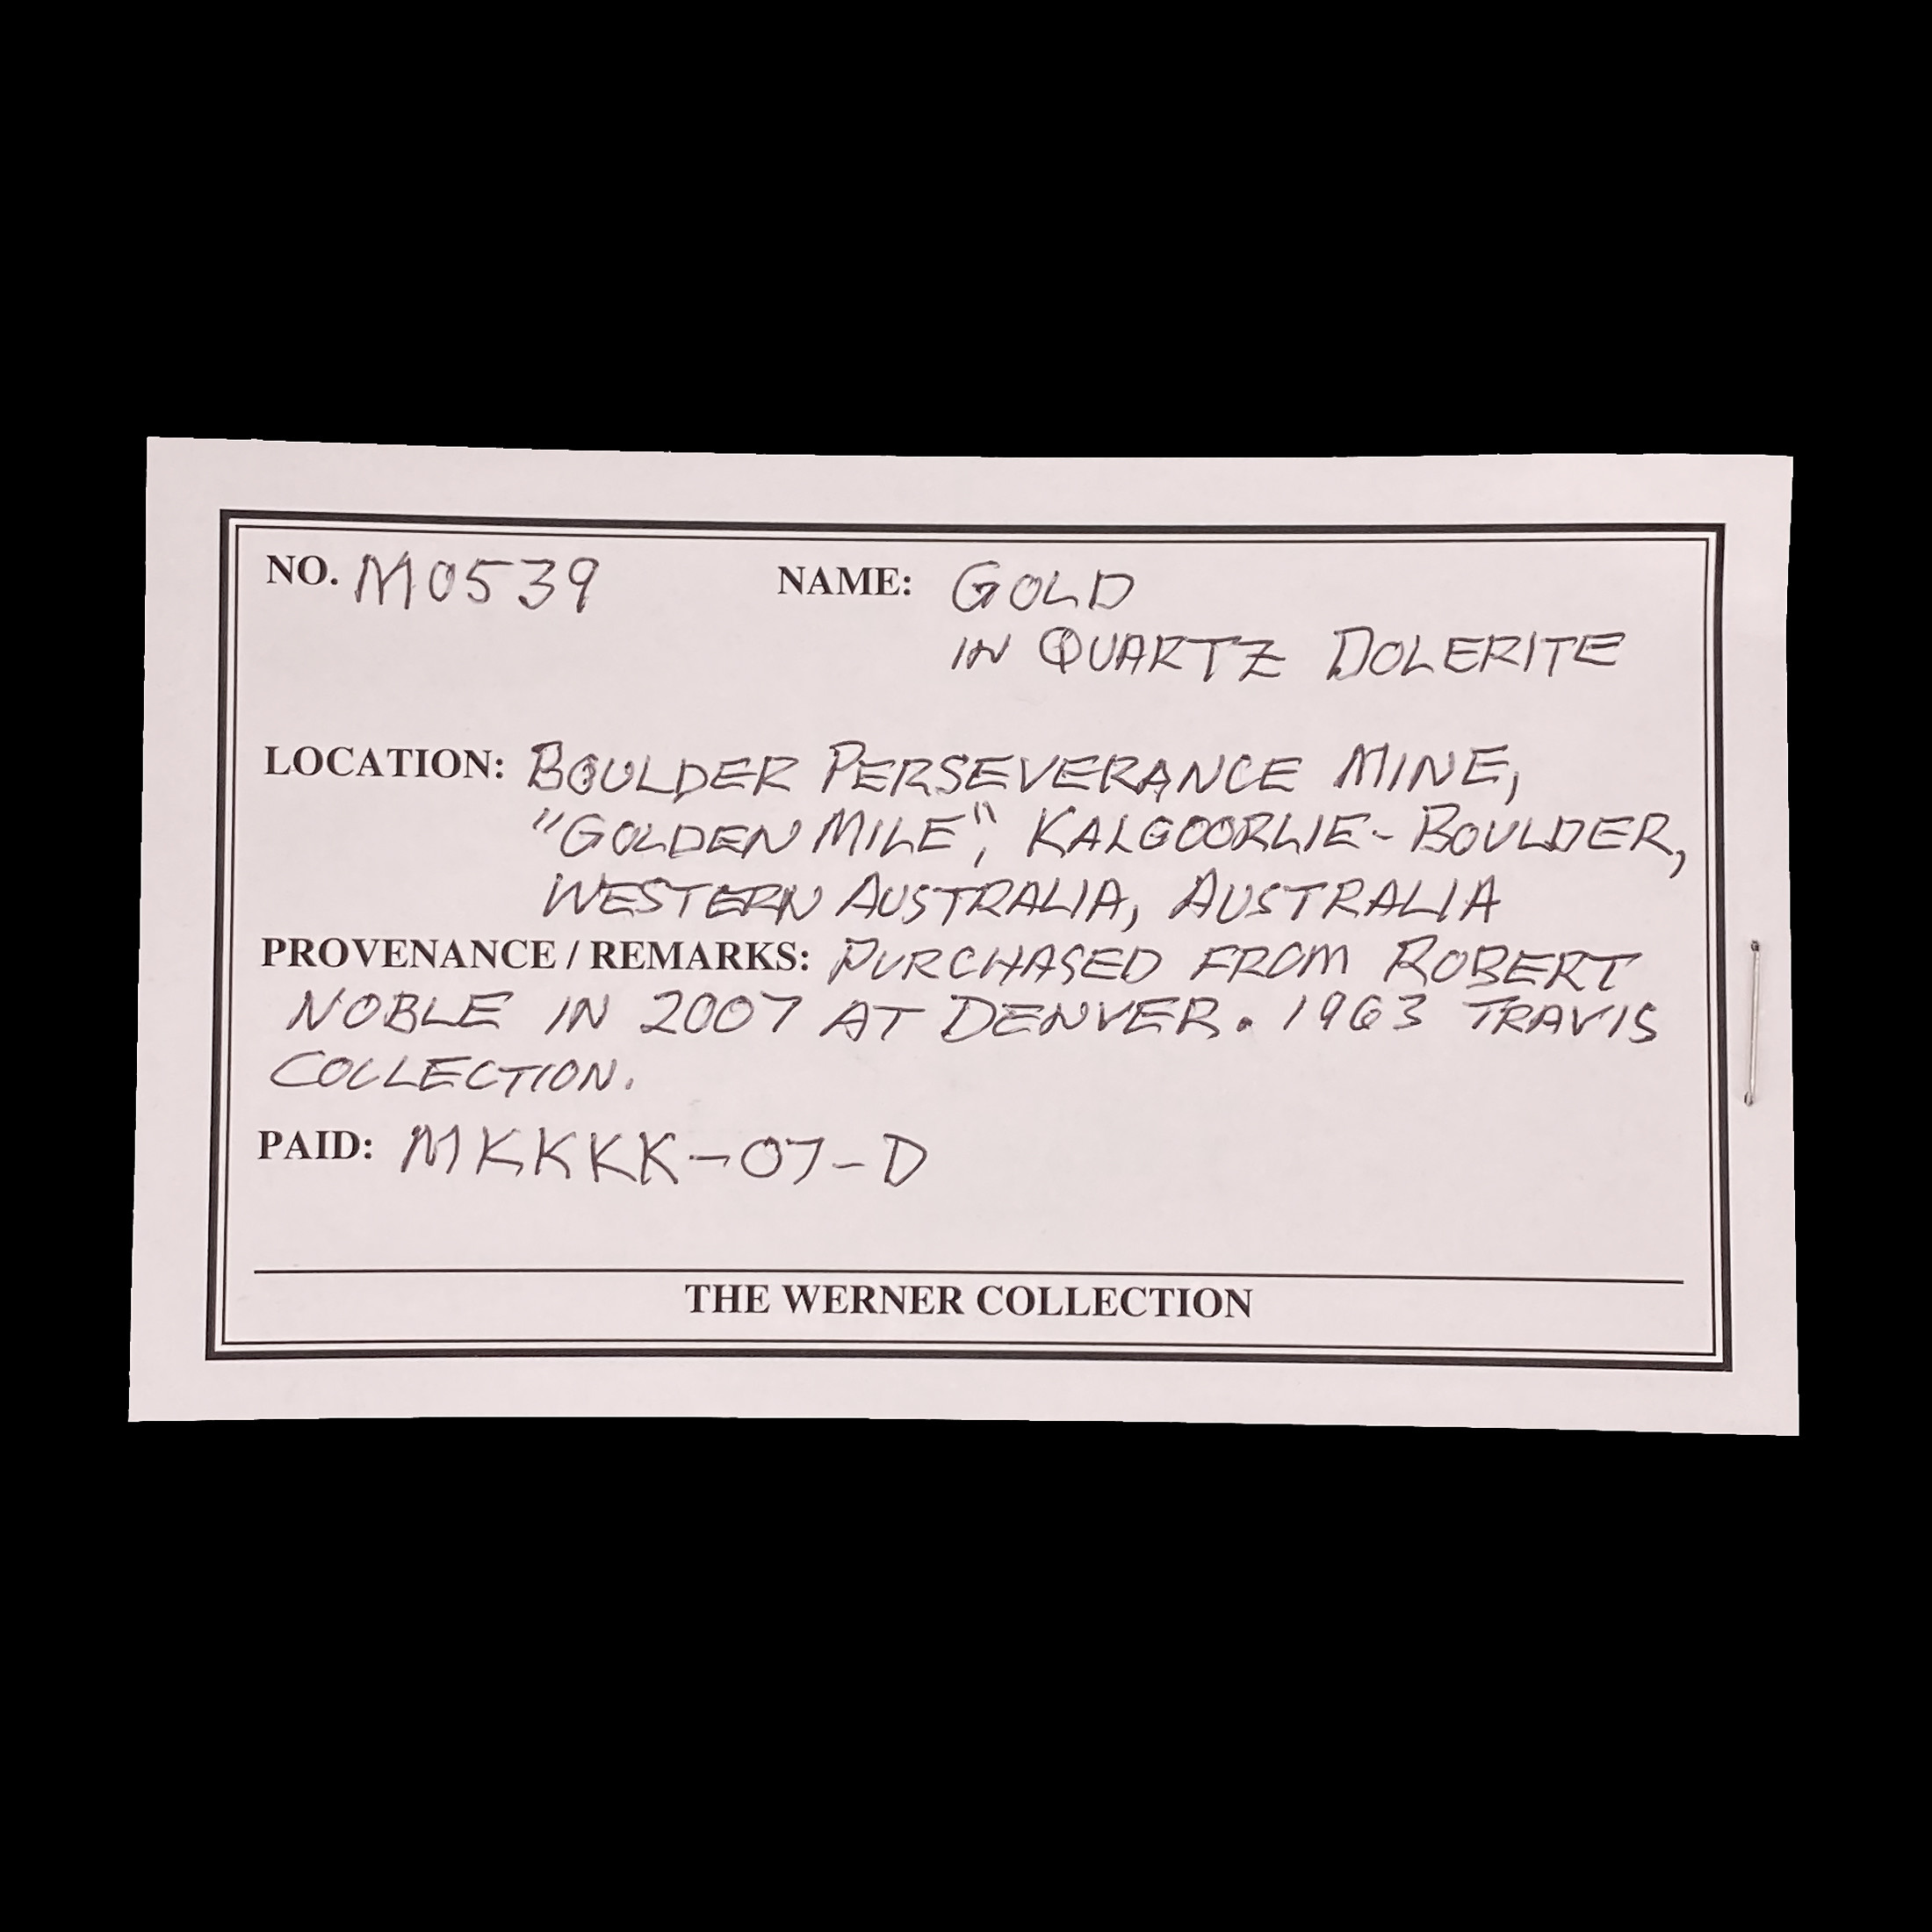 NO. M0539 NAME: GOLD
IN QUARTZ DOLERITE
LOCATION: BOULDER PERSEVERANCE MINE,
"GOLDEN MILE", KALGOORLIE-BOULDER,
WESTERN AUSTRALIA, AUSTRALIA
PROVENANCE / REMARKS: PURCHASED FROM ROBERT
NOBLE IN 2007 AT DENVER. 1963 TRAVIS
COLLECTION.
PAID: MKKKK-07-D
THE WERNER COLLECTION